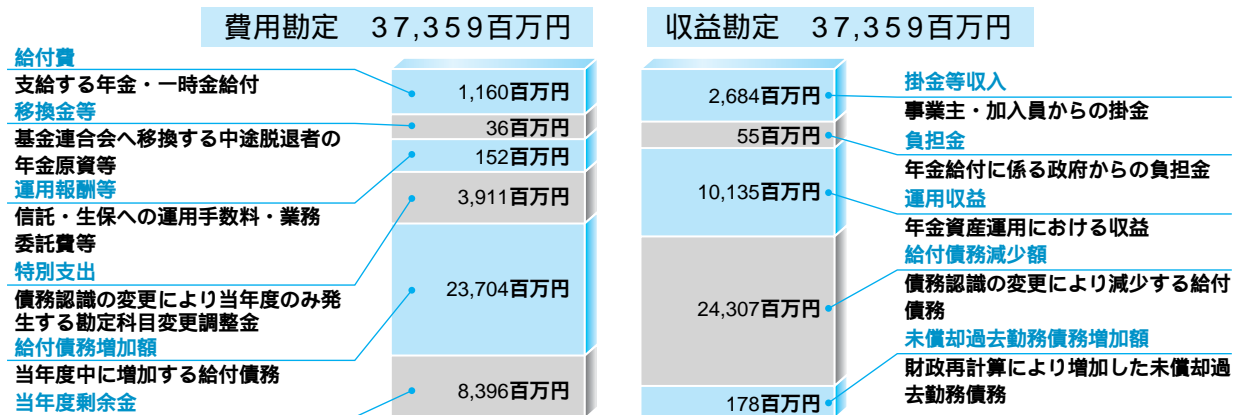 費用勘定　37,359百万円
給付費
支給する年金・一時金給付
移換金等
基金連合会へ移換する中途脱退者の
年金原資等
運用報酬等
信託・生保への運用手数料・業務
委託費等
特別支出
債務認識の変更により当年度のみ発
生する勘定科目変更調整金
給付債務増加額
当年度中に増加する給付債務
当年度剰余金
1,160百万円
36百万円
152百万円
3,911百万円
23,704百万円
8,396百万円
収益勘定　37,359百万円
2,684百万円
55百万円
10,135百万円
24,307百万円
178百万円
掛金等収入
事業主・加入員からの掛金
負担金
年金給付に係る政府からの負担金
運用収益
年金資産運用における収益
給付債務減少額
債務認識の変更により減少する給付
債務
未償却過去勤務債務増加額
財政再計算により増加した未償却過
去勤務債務